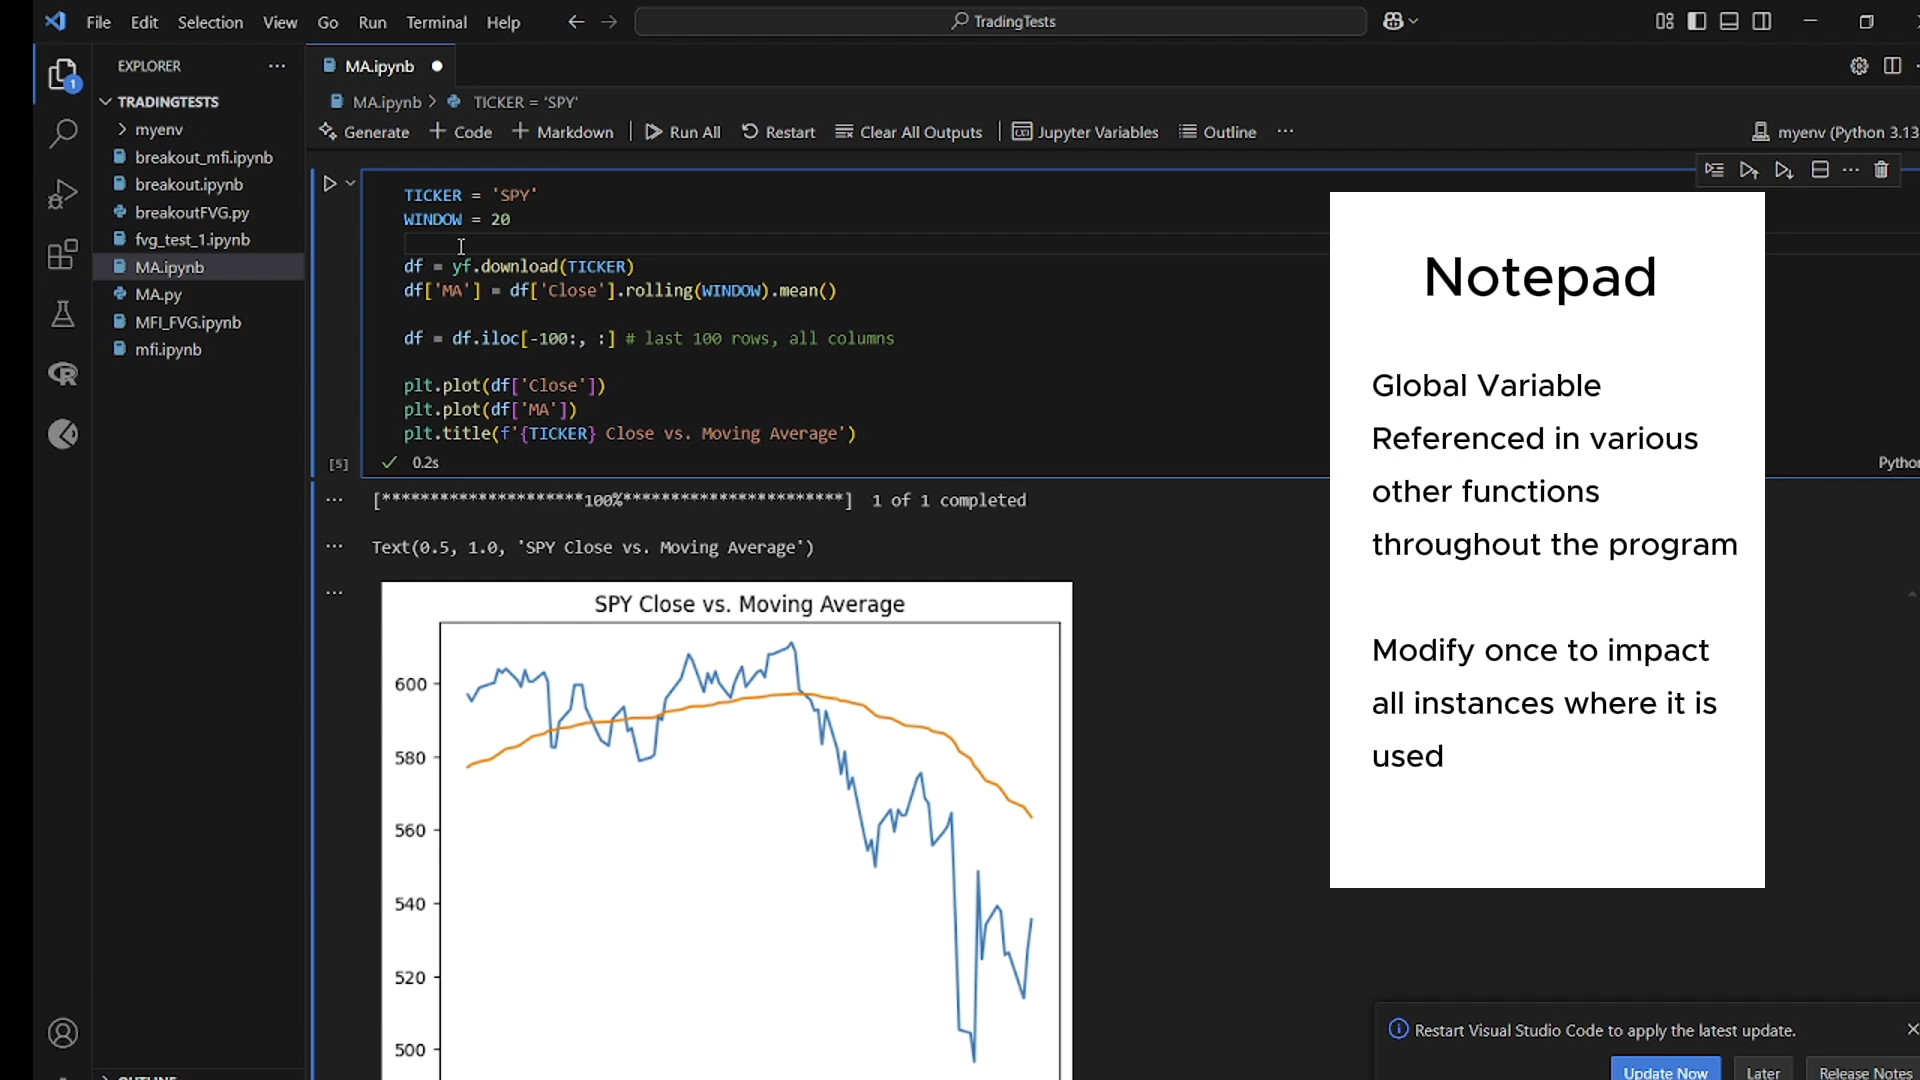 File Edit Selection View Go Run Terminal Help
TradingTests
EXPLORER
TRADINGTESTS
myenv
breakout_mfi.ipynb
breakout.ipynb
breakoutFVG.py
fvg_test_1.ipynb
MA.ipynb
MA.py
MFI_FVG.ipynb
mfi.ipynb
1
MA.ipynb
MA.ipynb > TICKER = 'SPY'
Generate + Code + Markdown Run All Restart Clear All Outputs Jupyter Variables Outline ...
myenv (Python 3.13
TICKER = 'SPY'
WINDOW = 20
df = yf.download(TICKER)
df['MA'] = df['Close'].rolling(WINDOW).mean()
df = df.iloc[-100:, :] # last 100 rows, all columns
plt.plot(df['Close'])
plt.plot(df['MA'])
plt.title(f'{TICKER} Close vs. Moving Average')
[5] 0.2s
Python
[*********************100%***********************] 1 of 1 completed
Text(0.5, 1.0, 'SPY Close vs. Moving Average')
SPY Close vs. Moving Average
600
580
560
540
520
500
Notepad
Global Variable
Referenced in various
other functions
throughout the program
Modify once to impact
all instances where it is
used
Restart Visual Studio Code to apply the latest update.
Update Now Later Release Notes
OUTLINE